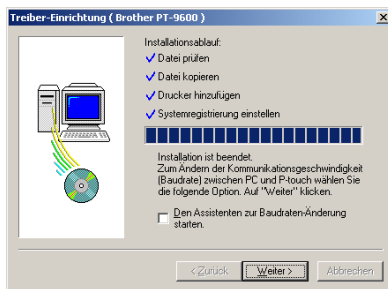 Treiber-Einrichtung ( Brother PT-9600 )
Installationsablauf:
Datei prüfen
Datei kopieren
Drucker hinzufügen
Systemregistrierung einstellen
Installation ist beendet.
Zum Ändern der Kommunikationsgeschwindigkeit
(Baudrate) zwischen PC und P-touch wählen Sie
die folgende Option. Auf "Weiter" klicken.
Den Assistenten zur Baudraten-Änderung
starten.
< Zurück
Weiter >
Abbrechen